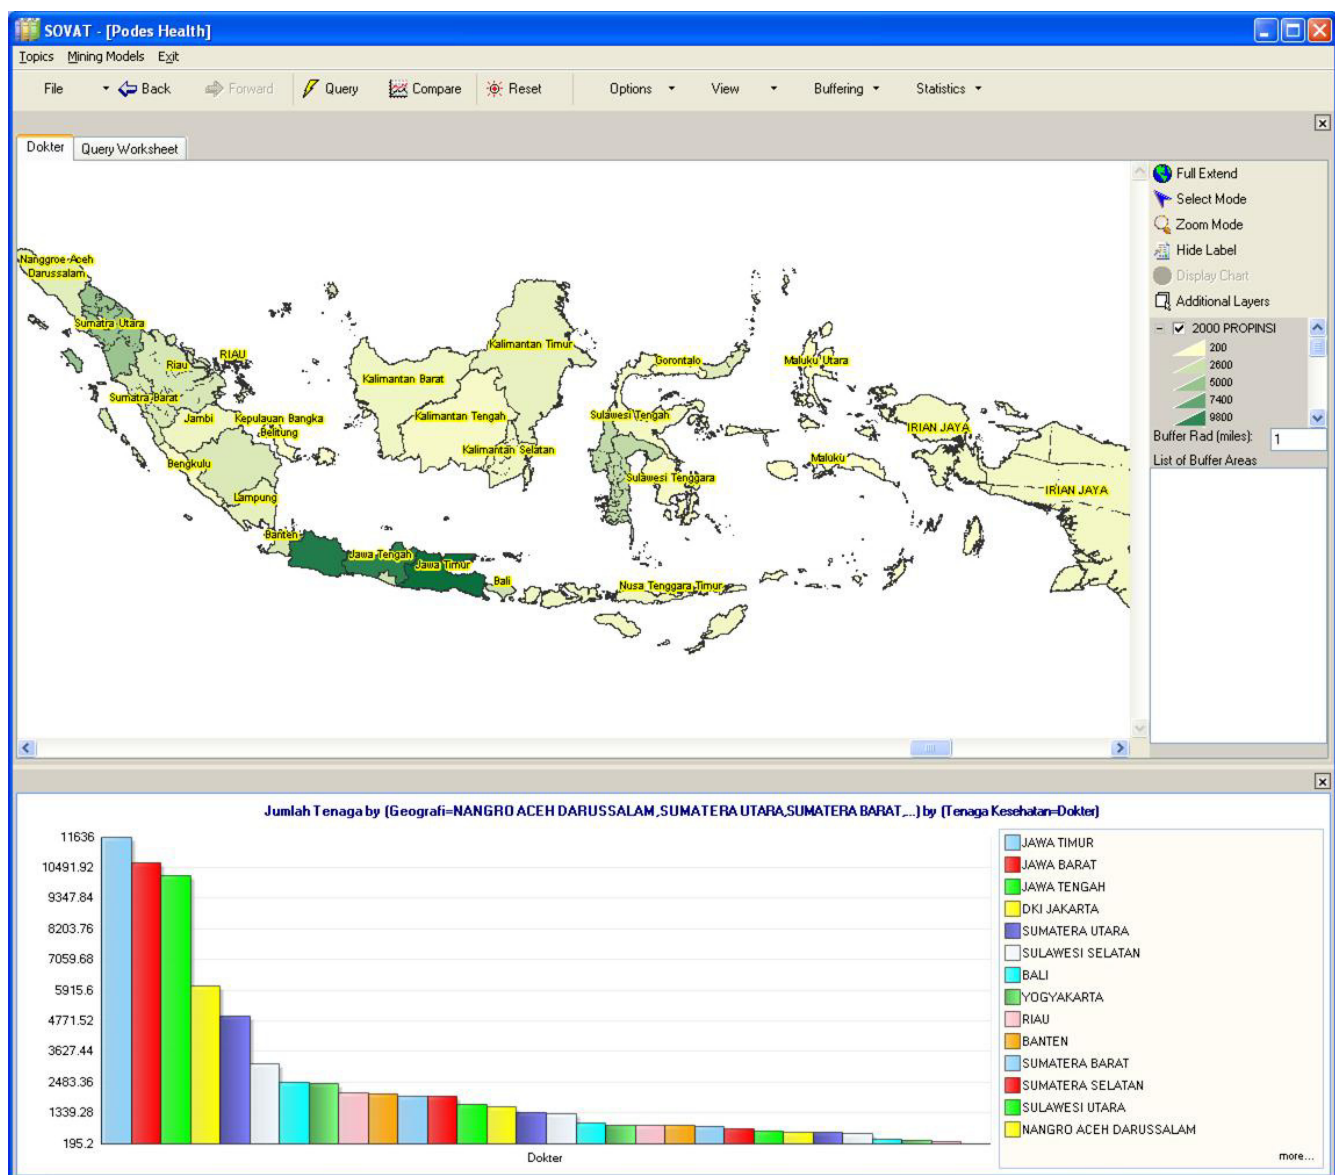 SOVAT - [Podes Health]
Topics Mining Models Exit
File Back Forward Query Compare Reset Options View Buffering Statistics
Dokter Query Worksheet
Full Extend
Select Mode
Zoom Mode
Hide Label
Display Chart
Additional Layers
2000 PROPINSI
200
2600
5000
7400
9800
Buffer Rad (miles): 1
List of Buffer Areas
Nanggroe Aceh
Darussalam
Sumatra Utara
Riau
RIAU
Sumatra Barat
Jambi
Kepulauan Bangka
Belitung
Bengkulu
Lampung
Banten
Jawa Tengah
Jawa Timur
Bali
Kalimantan Timur
Kalimantan Barat
Kalimantan Tengah
Kalimantan Selatan
Gorontalo
Sulawesi Tengah
Sulawesi Tenggara
Maluku Utara
Maluku
IRIAN JAYA
IRIAN JAYA
Nusa Tenggara Timur
Jumlah Tenaga by (Geografi=NANGRO ACEH DARUSSALAM,SUMATERA UTARA,SUMATERA BARAT,...) by (Tenaga Kesehatan=Dokter)
11636
10491.92
9347.84
8203.76
7059.68
5915.6
4771.52
3627.44
2483.36
1339.28
195.2
Dokter
JAWA TIMUR
JAWA BARAT
JAWA TENGAH
DKI JAKARTA
SUMATERA UTARA
SULAWESI SELATAN
BALI
YOGYAKARTA
RIAU
BANTEN
SUMATERA BARAT
SUMATERA SELATAN
SULAWESI UTARA
NANGRO ACEH DARUSSALAM
more...